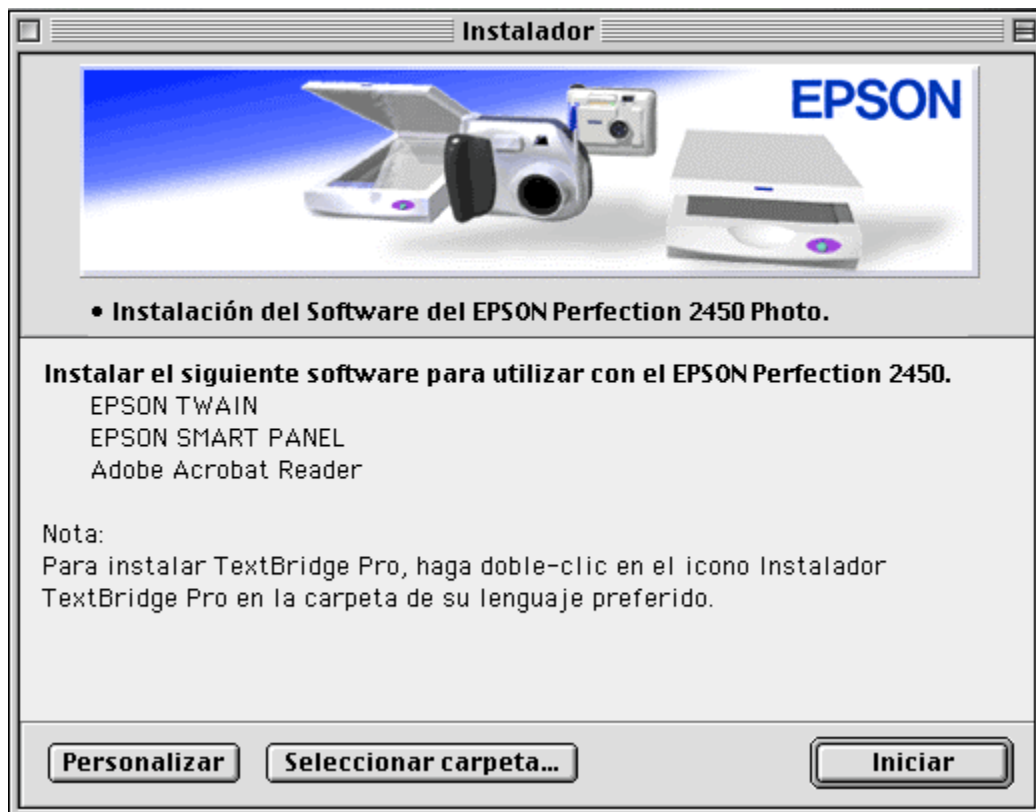 Instalador
EPSON
• Instalación del Software del EPSON Perfection 2450 Photo.
Instalar el siguiente software para utilizar con el EPSON Perfection 2450.
EPSON TWAIN
EPSON SMART PANEL
Adobe Acrobat Reader
Nota:
Para instalar TextBridge Pro, haga doble-clic en el icono Instalador
TextBridge Pro en la carpeta de su lenguaje preferido.
Personalizar
Seleccionar carpeta...
Iniciar